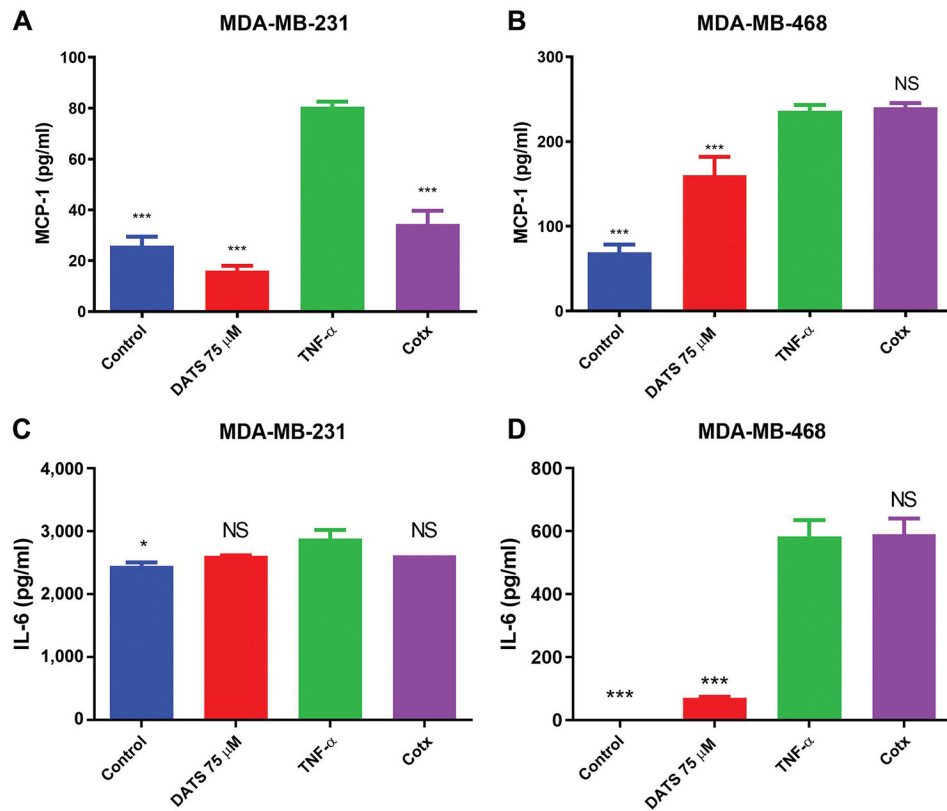 A
MDA-MB-231
MCP-1 (pg/ml)
100
80
60
40
20
0
***
***
***
Control
DATS 75 μM
TNF-α
Cotx
B
MDA-MB-468
MCP-1 (pg/ml)
300
200
100
0
***
***
NS
Control
DATS 75 μM
TNF-α
Cotx
C
MDA-MB-231
IL-6 (pg/ml)
4,000
3,000
2,000
1,000
0
*
NS
NS
Control
DATS 75 μM
TNF-α
Cotx
D
MDA-MB-468
IL-6 (pg/ml)
800
600
400
200
0
***
***
NS
Control
DATS 75 μM
TNF-α
Cotx